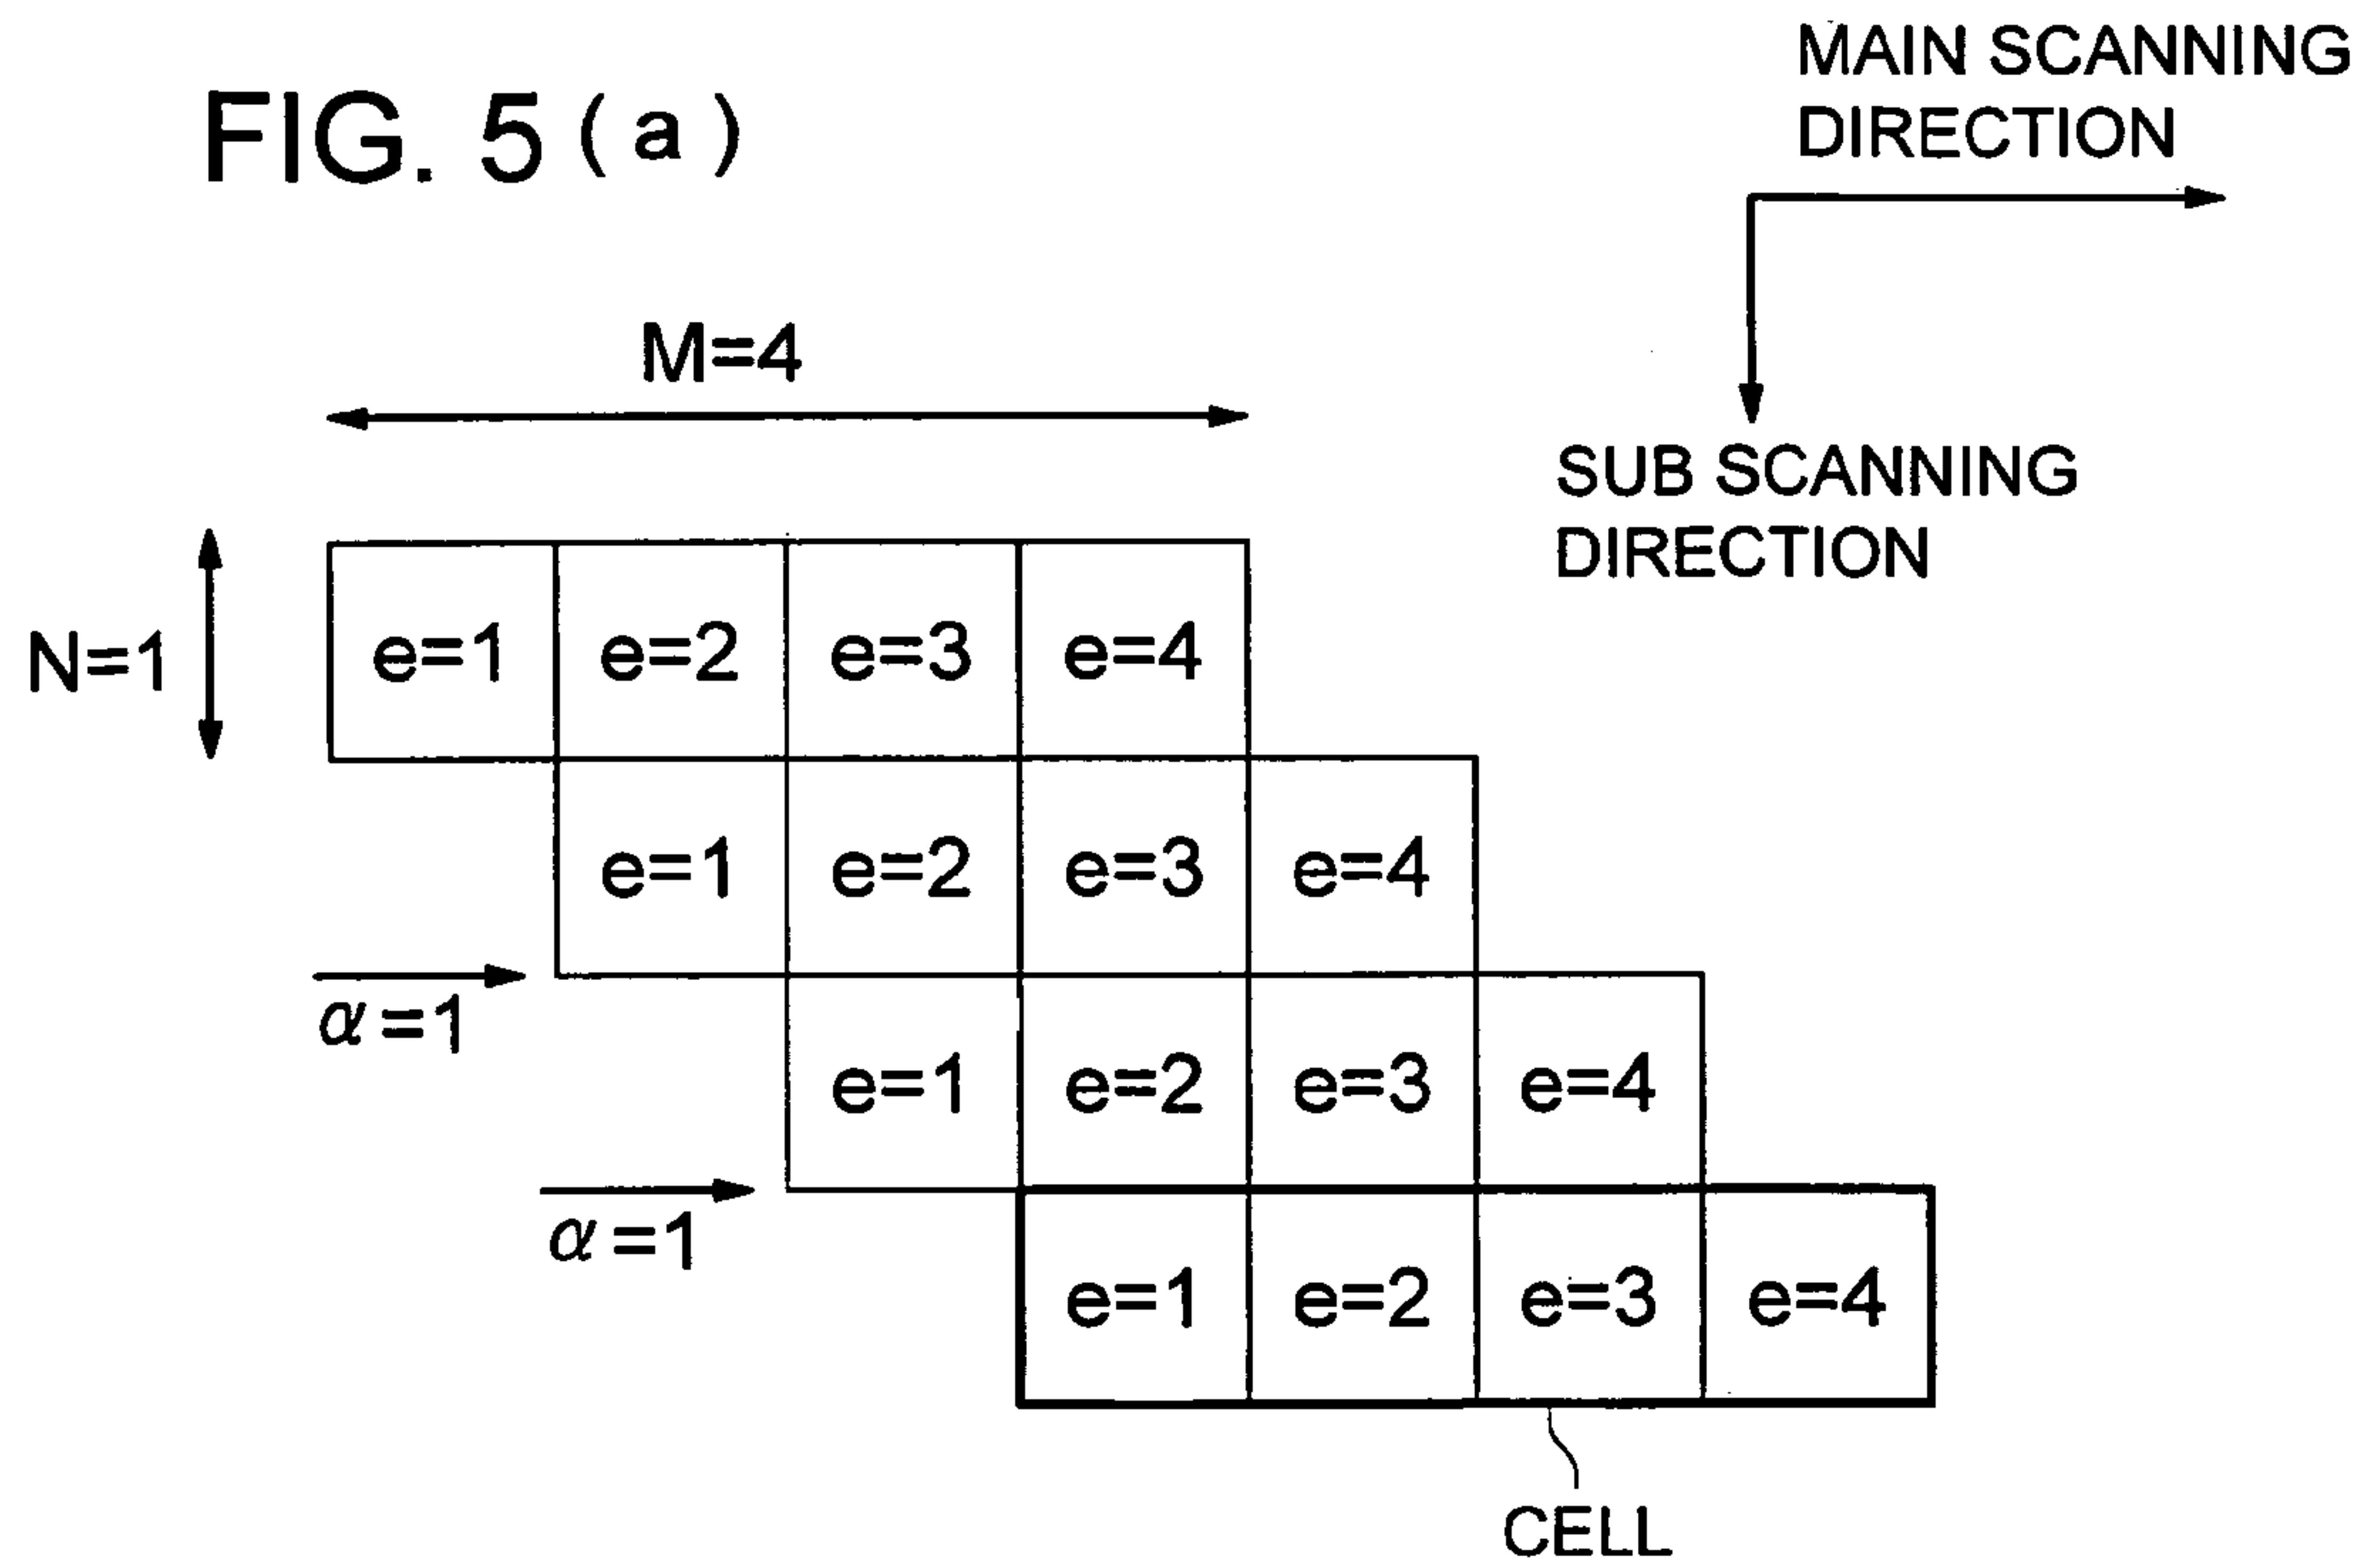 FIG. 5(a)
MAIN SCANNING
DIRECTION
SUB SCANNING
DIRECTION
M=4
N=1
e=1 e=2 e=3 e=4
e=1 e=2 e=3 e=4
α=1
e=1 e=2 e=3 e=4
α=1
e=1 e=2 e=3 e=4
CELL